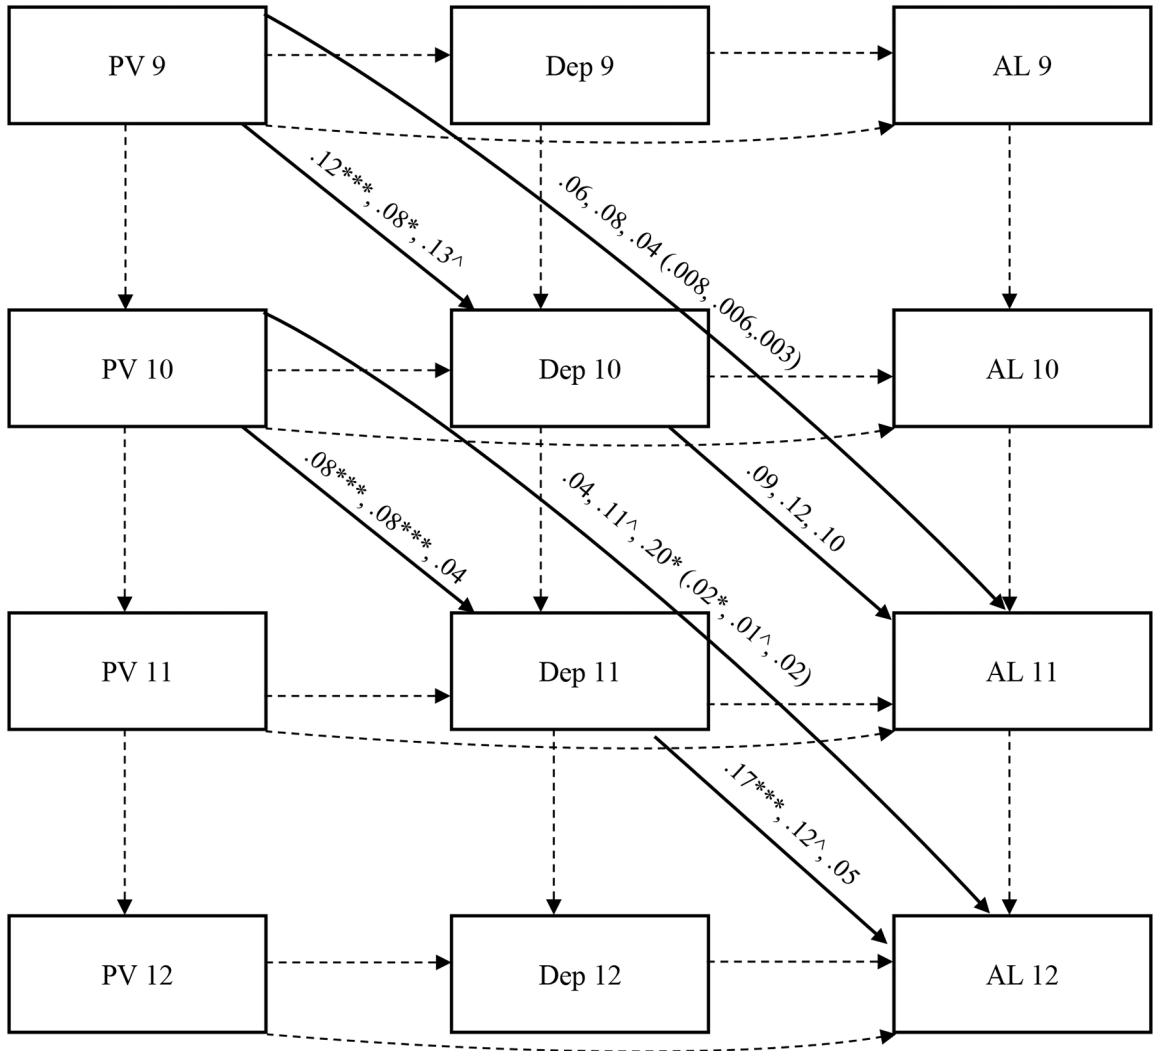 PV 9
Dep 9
AL 9
.12***, .08*, .13^
.06, .08, .04 (.008, .006,.003)
PV 10
Dep 10
AL 10
.08***, .08***, .04
.04, .11^, .20* (.02*, .01^, .02)
.09, .12, .10
PV 11
Dep 11
AL 11
.17***, .12^, .05
PV 12
Dep 12
AL 12